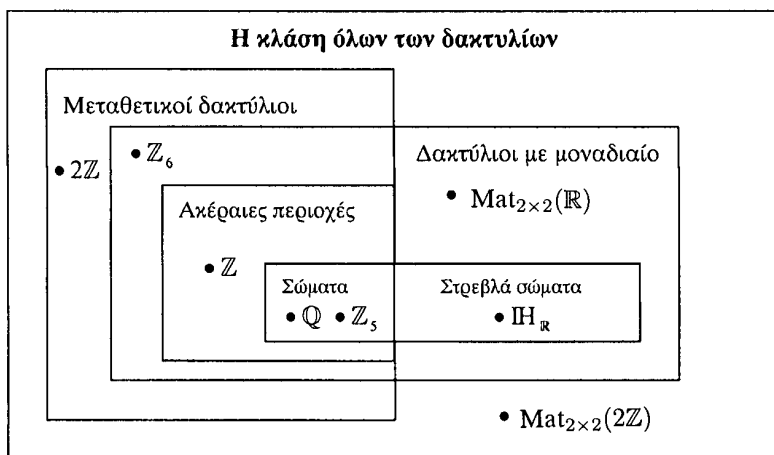 Η κλάση όλων των δακτυλίων
Μεταθετικοί δακτύλιοι
• 2ℤ
• ℤ₆
Δακτύλιοι με μοναδιαίο
• Mat₂ₓ₂(ℝ)
Ακέραιες περιοχές
• ℤ
Σώματα
• ℚ • ℤ₅
Στρεβλά σώματα
• ℍ_ℝ
• Mat₂ₓ₂(2ℤ)